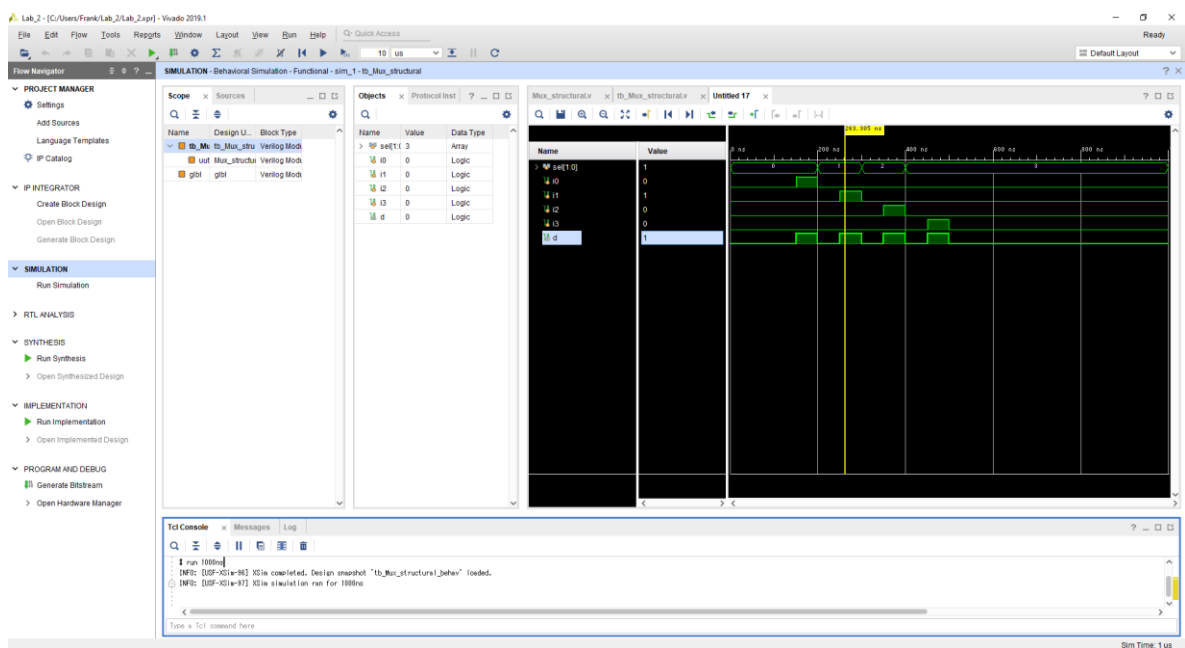 Lab_2 - [C:/Users/Frank/Lab_2/Lab_2.xpr] - Vivado 2019.1
File Edit Flow Tools Reports Window Layout View Run Help Quick Access
Ready
10 us
Default Layout
Flow Navigator
SIMULATION - Behavioral Simulation - Functional - sim_1 - tb_Mux_structural
PROJECT MANAGER
Settings
Add Sources
Language Templates
IP Catalog
IP INTEGRATOR
Create Block Design
Open Block Design
Generate Block Design
SIMULATION
Run Simulation
RTL ANALYSIS
SYNTHESIS
Run Synthesis
Open Synthesized Design
IMPLEMENTATION
Run Implementation
Open Implemented Design
PROGRAM AND DEBUG
Generate Bitstream
Open Hardware Manager
Scope Sources
Name Design U... Block Type
tb_Mu tb_Mux_stru Verilog Modu
uut Mux_structur Verilog Modu
glbl glbl Verilog Modu
Objects Protocol Inst
Name Value Data Type
sel[1:0 3 Array
i0 0 Logic
i1 0 Logic
i2 0 Logic
i3 0 Logic
d 0 Logic
Mux_structural.v tb_Mux_structural.v Untitled 17
263.305 ns
Name Value
0 ns 200 ns 400 ns 600 ns 800 ns
sel[1:0] 1 0 1 2 3
i0 0
i1 1
i2 0
i3 0
d 1
Tcl Console Messages Log
# run 1000ns
INFO: [USF-XSim-96] XSim completed. Design snapshot 'tb_Mux_structural_behav' loaded.
INFO: [USF-XSim-97] XSim simulation ran for 1000ns
Type a Tcl command here
Sim Time: 1 us